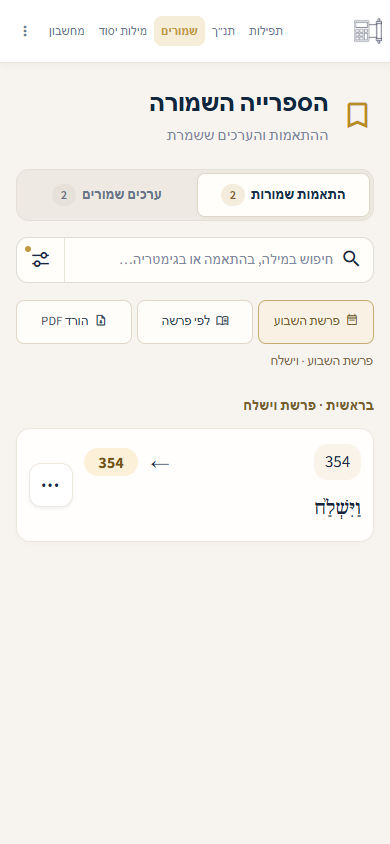 תפילות תנ״ך שמורים מילות יסוד מחשבון
הספרייה השמורה
ההתאמות והערכים ששמרת
התאמות שמורות 2 ערכים שמורים 2
חיפוש במילה, בהתאמה או בגימטריה...
פרשת השבוע לפי פרשה הורד PDF
פרשת השבוע · וישלח
בראשית · פרשת וישלח
354 ← 354
וַיִּשְׁלַ֨ח